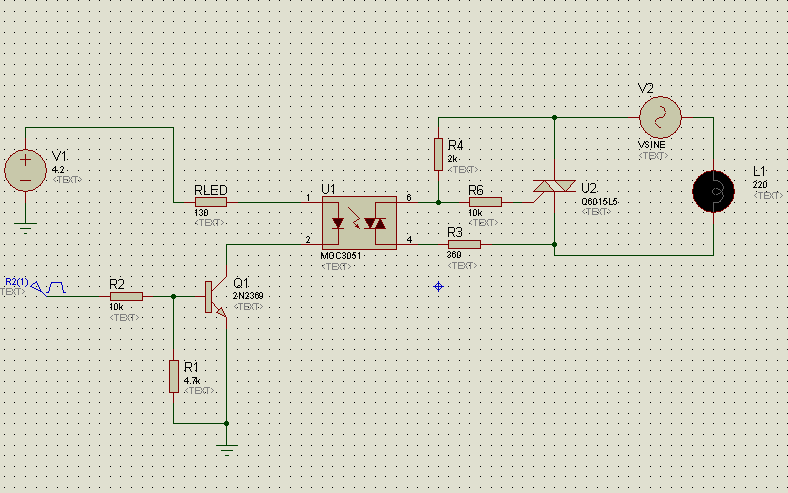 V2
VSINE
<TEXT>
V1
4.2
<TEXT>
R4
2k
<TEXT>
L1
220
<TEXT>
RLED
130
<TEXT>
U1
1
6
2
4
MOC3051
<TEXT>
R6
10k
<TEXT>
U2
Q6015L5
<TEXT>
R3
360
<TEXT>
R2(1)
TEXT>
R2
10k
<TEXT>
Q1
2N2369
<TEXT>
R1
4.7k
<TEXT>